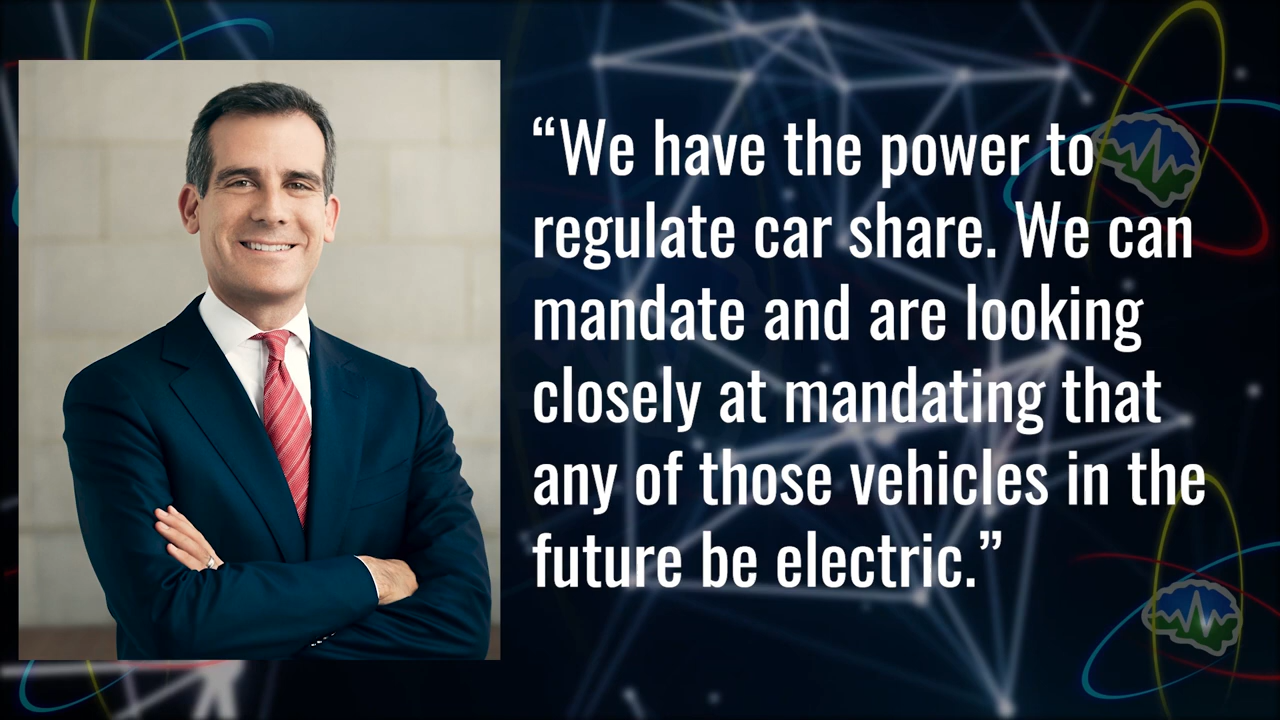 “We have the power to
regulate car share. We can
mandate and are looking
closely at mandating that
any of those vehicles in the
future be electric.”